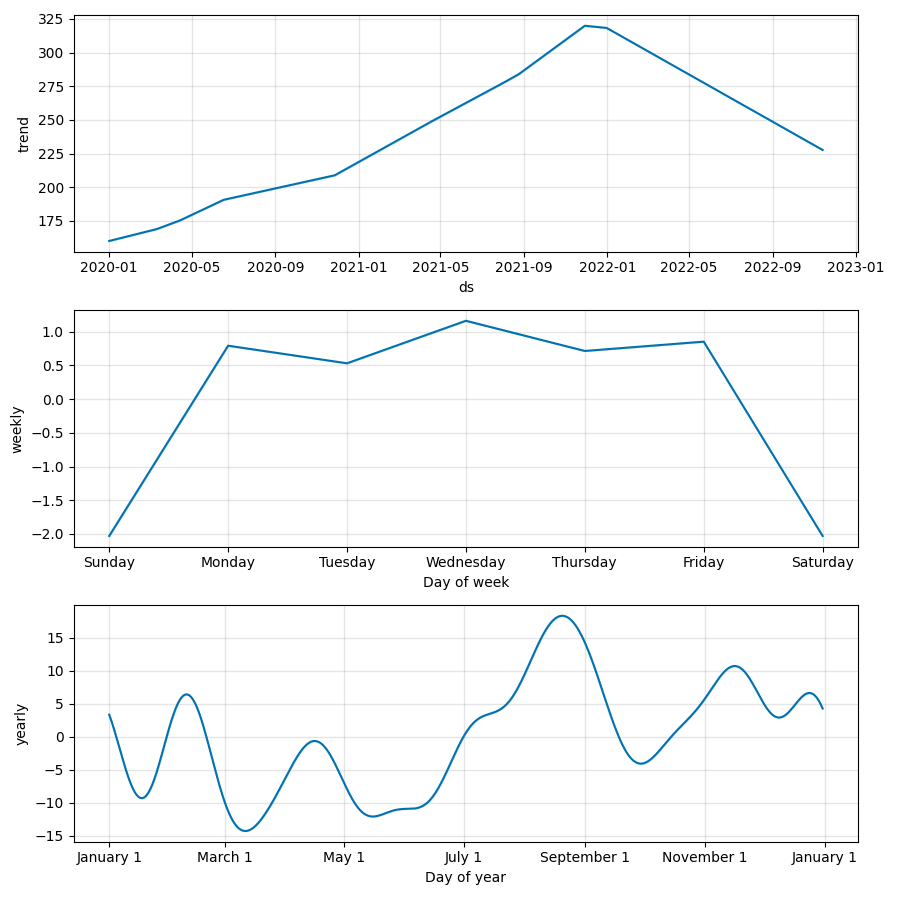 325
300
275
250
225
200
175
trend
2020-01 2020-05 2020-09 2021-01 2021-05 2021-09 2022-01 2022-05 2022-09 2023-01
ds
1.0
0.5
0.0
−0.5
−1.0
−1.5
−2.0
weekly
Sunday Monday Tuesday Wednesday Thursday Friday Saturday
Day of week
15
10
5
0
−5
−10
−15
yearly
January 1 March 1 May 1 July 1 September 1 November 1 January 1
Day of year